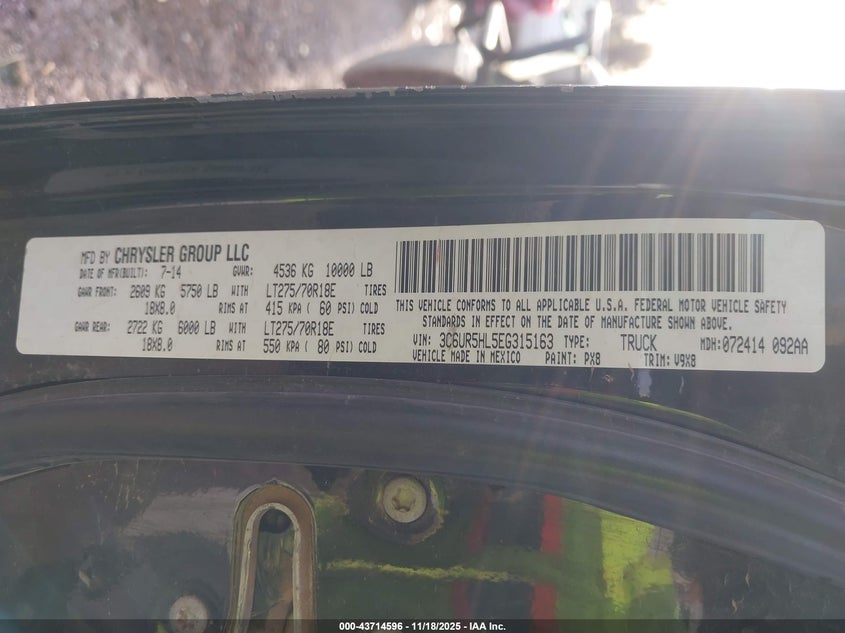 MFD BY CHRYSLER GROUP LLC
DATE OF MFR(BUILT): 7-14 GVWR: 4536 KG 10000 LB
GAWR FRONT: 2609 KG 5750 LB WITH LT275/70R18E TIRES
18X8.0 RIMS AT 415 KPA ( 60 PSI) COLD
GAWR REAR: 2722 KG 6000 LB WITH LT275/70R18E TIRES
18X8.0 RIMS AT 550 KPA ( 80 PSI) COLD
THIS VEHICLE CONFORMS TO ALL APPLICABLE U.S.A. FEDERAL MOTOR VEHICLE SAFETY
STANDARDS IN EFFECT ON THE DATE OF MANUFACTURE SHOWN ABOVE.
VIN: 3C6UR5HL5EG315163 TYPE: TRUCK MDH: 072414 092AA
VEHICLE MADE IN MEXICO PAINT: PX8 TRIM: V9X8
000-43714596 - 11/18/2025 - IAA Inc.